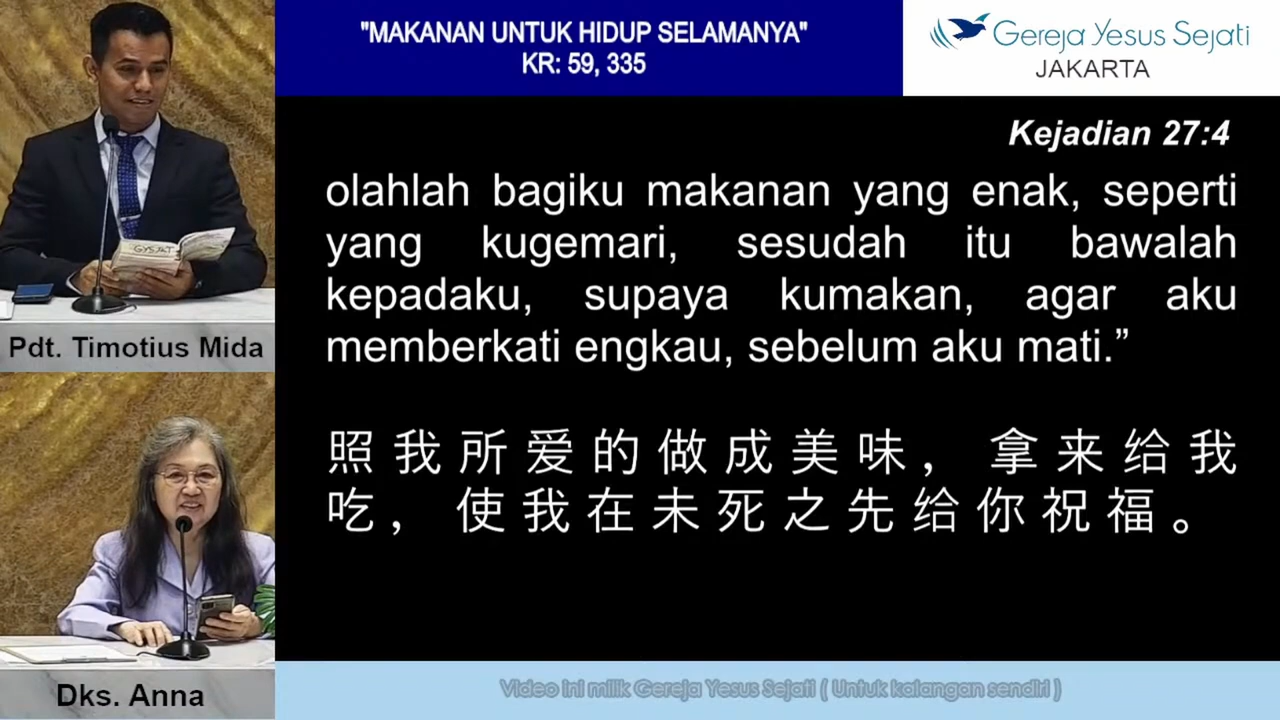 "MAKANAN UNTUK HIDUP SELAMANYA"
KR: 59, 335
Gereja Yesus Sejati
JAKARTA
Kejadian 27:4
olahlah bagiku makanan yang enak, seperti
yang kugemari, sesudah itu bawalah
kepadaku, supaya kumakan, agar aku
memberkati engkau, sebelum aku mati.”
照我所爱的做成美味，拿来给我
吃，使我在未死之先给你祝福。
GYSJKT
Pdt. Timotius Mida
Dks. Anna
Video ini milik Gereja Yesus Sejati ( Untuk kalangan sendiri )